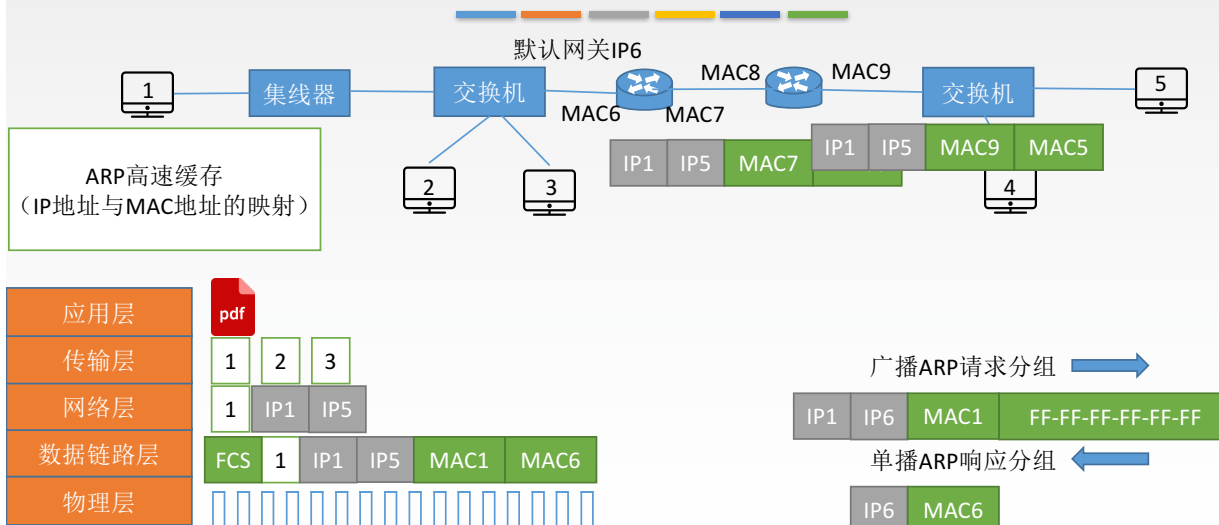 默认网关IP6
1
集线器
交换机
MAC6
MAC7
MAC8
MAC9
交换机
5
2
3
4
IP1 IP5 MAC7
IP1 IP5 MAC9 MAC5
ARP高速缓存
（IP地址与MAC地址的映射）
应用层
pdf
传输层
1 2 3
网络层
1 IP1 IP5
数据链路层
FCS 1 IP1 IP5 MAC1 MAC6
物理层
广播ARP请求分组
IP1 IP6 MAC1 FF-FF-FF-FF-FF-FF
单播ARP响应分组
IP6 MAC6